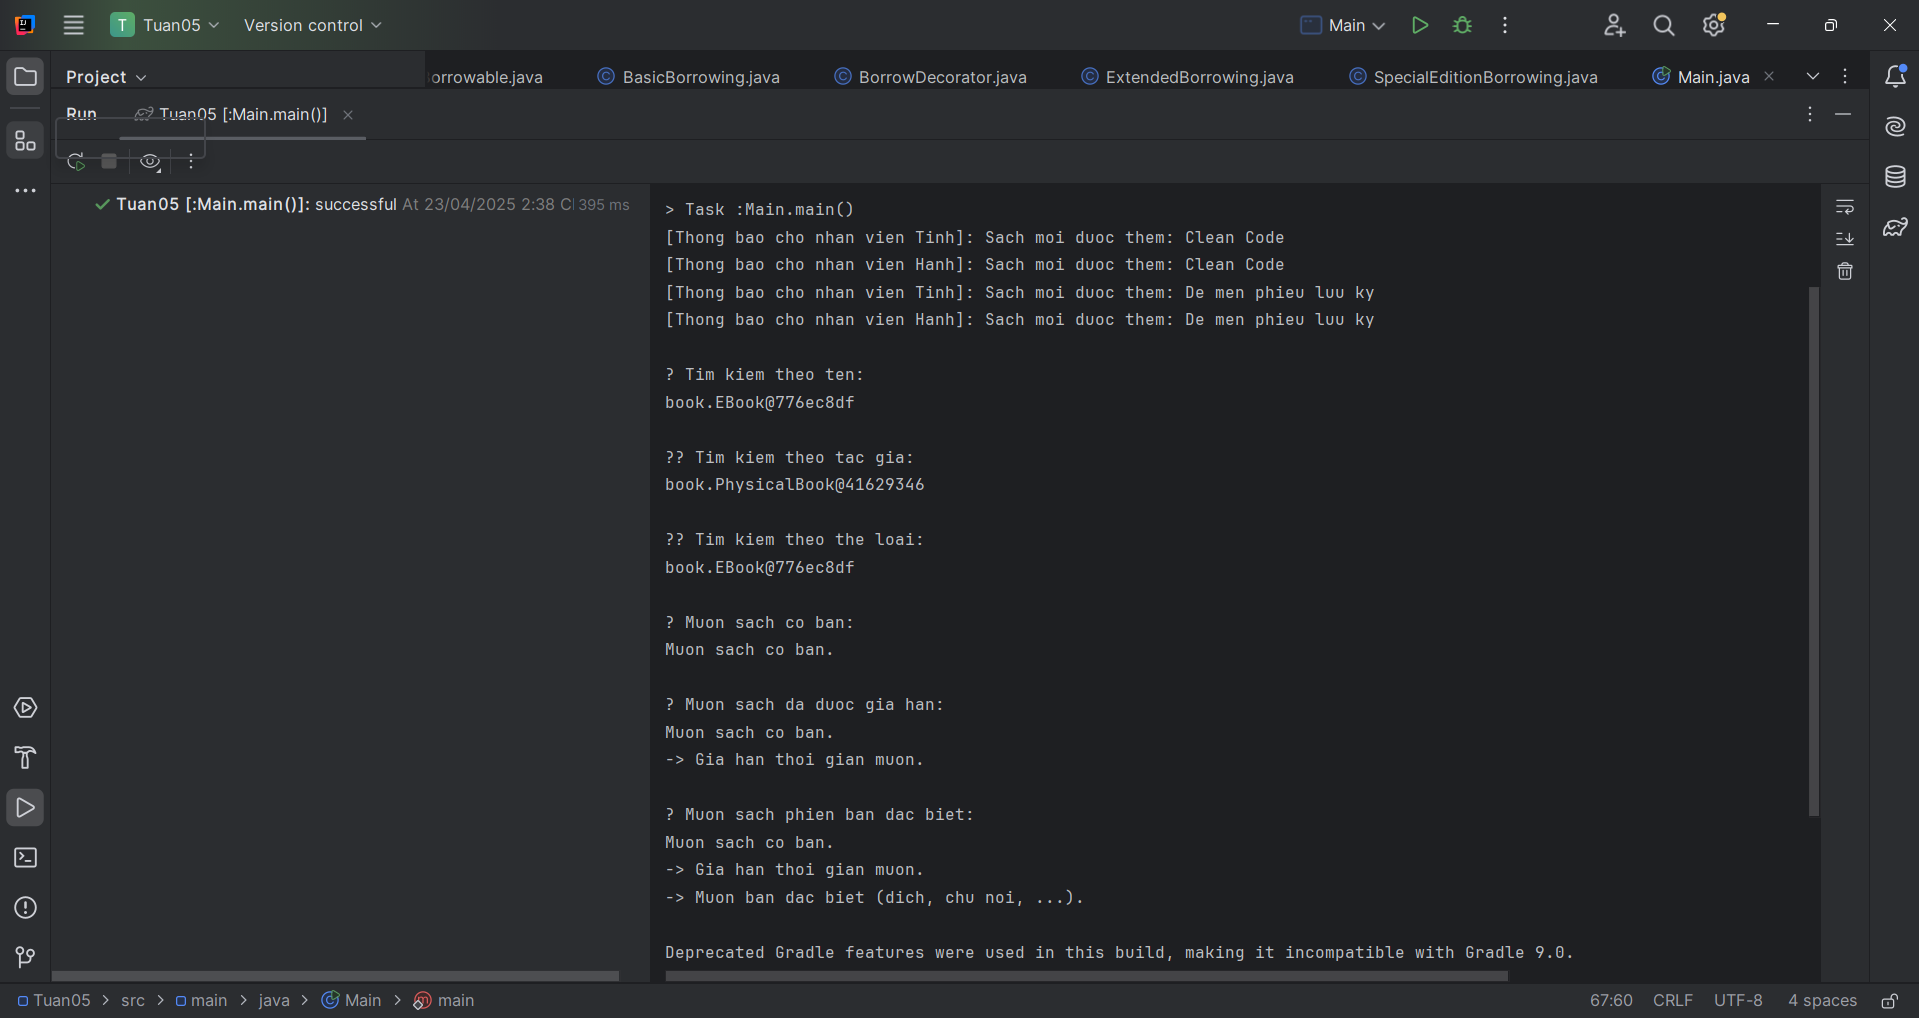 T Tuan05 Version control Main
Project orrowable.java BasicBorrowing.java BorrowDecorator.java ExtendedBorrowing.java SpecialEditionBorrowing.java Main.java
Run Tuan05 [:Main.main()]
Tuan05 [:Main.main()]: successful At 23/04/2025 2:38 C 395 ms
> Task :Main.main()
[Thong bao cho nhan vien Tinh]: Sach moi duoc them: Clean Code
[Thong bao cho nhan vien Hanh]: Sach moi duoc them: Clean Code
[Thong bao cho nhan vien Tinh]: Sach moi duoc them: De men phieu luu ky
[Thong bao cho nhan vien Hanh]: Sach moi duoc them: De men phieu luu ky
? Tim kiem theo ten:
book.EBook@776ec8df
?? Tim kiem theo tac gia:
book.PhysicalBook@41629346
?? Tim kiem theo the loai:
book.EBook@776ec8df
? Muon sach co ban:
Muon sach co ban.
? Muon sach da duoc gia han:
Muon sach co ban.
-> Gia han thoi gian muon.
? Muon sach phien ban dac biet:
Muon sach co ban.
-> Gia han thoi gian muon.
-> Muon ban dac biet (dich, chu noi, ...).
Deprecated Gradle features were used in this build, making it incompatible with Gradle 9.0.
Tuan05 > src > main > java > Main > main 67:60 CRLF UTF-8 4 spaces